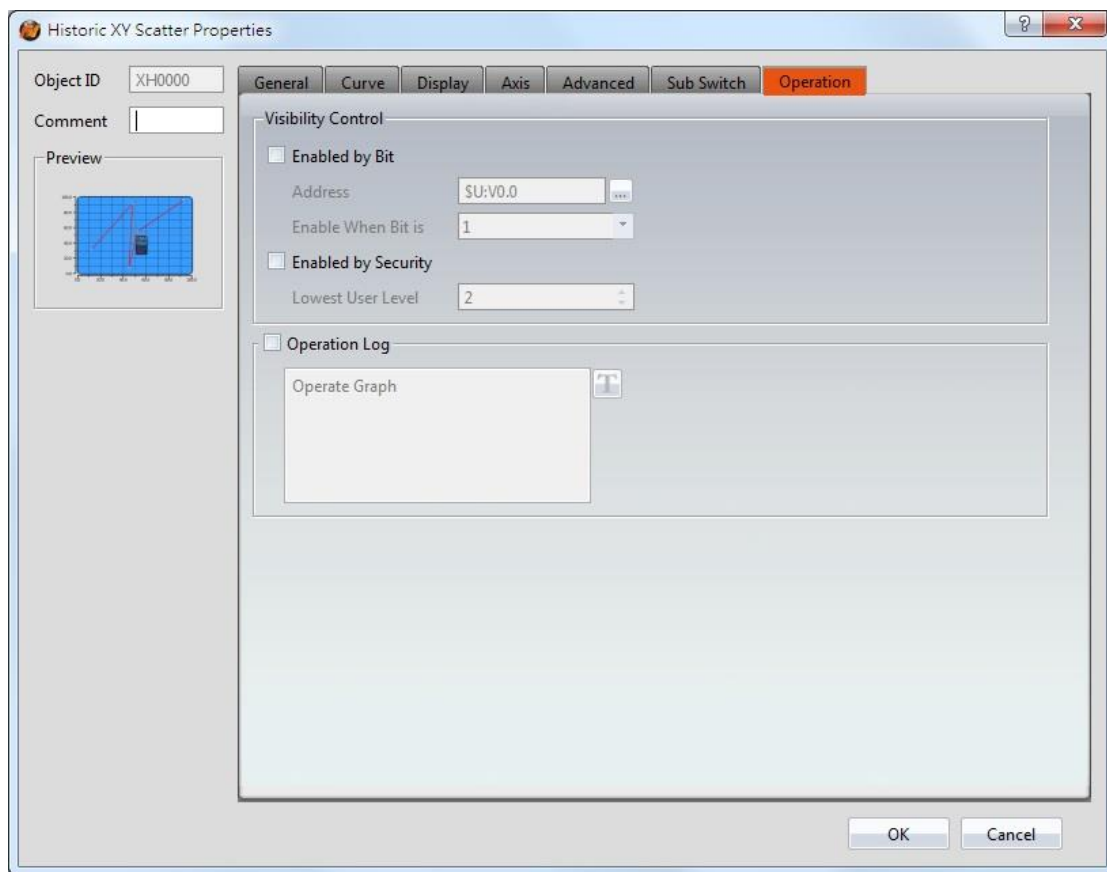 Historic XY Scatter Properties
Object ID XH0000
Comment
Preview
General Curve Display Axis Advanced Sub Switch Operation
Visibility Control
Enabled by Bit
Address $U:V0.0 ...
Enable When Bit is 1
Enabled by Security
Lowest User Level 2
Operation Log
Operate Graph T
OK Cancel